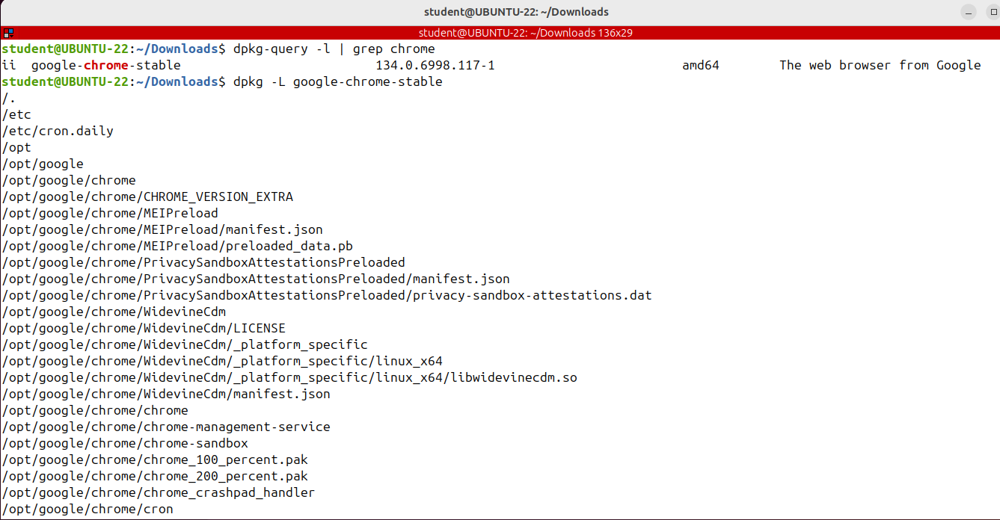 student@UBUNTU-22: ~/Downloads
student@UBUNTU-22: ~/Downloads 136x29
student@UBUNTU-22:~/Downloads$ dpkg-query -l | grep chrome
ii  google-chrome-stable                          134.0.6998.117-1                         amd64        The web browser from Google
student@UBUNTU-22:~/Downloads$ dpkg -L google-chrome-stable
/.
/etc
/etc/cron.daily
/opt
/opt/google
/opt/google/chrome
/opt/google/chrome/CHROME_VERSION_EXTRA
/opt/google/chrome/MEIPreload
/opt/google/chrome/MEIPreload/manifest.json
/opt/google/chrome/MEIPreload/preloaded_data.pb
/opt/google/chrome/PrivacySandboxAttestationsPreloaded
/opt/google/chrome/PrivacySandboxAttestationsPreloaded/manifest.json
/opt/google/chrome/PrivacySandboxAttestationsPreloaded/privacy-sandbox-attestations.dat
/opt/google/chrome/WidevineCdm
/opt/google/chrome/WidevineCdm/LICENSE
/opt/google/chrome/WidevineCdm/_platform_specific
/opt/google/chrome/WidevineCdm/_platform_specific/linux_x64
/opt/google/chrome/WidevineCdm/_platform_specific/linux_x64/libwidevinecdm.so
/opt/google/chrome/WidevineCdm/manifest.json
/opt/google/chrome/chrome
/opt/google/chrome/chrome-management-service
/opt/google/chrome/chrome-sandbox
/opt/google/chrome/chrome_100_percent.pak
/opt/google/chrome/chrome_200_percent.pak
/opt/google/chrome/chrome_crashpad_handler
/opt/google/chrome/cron